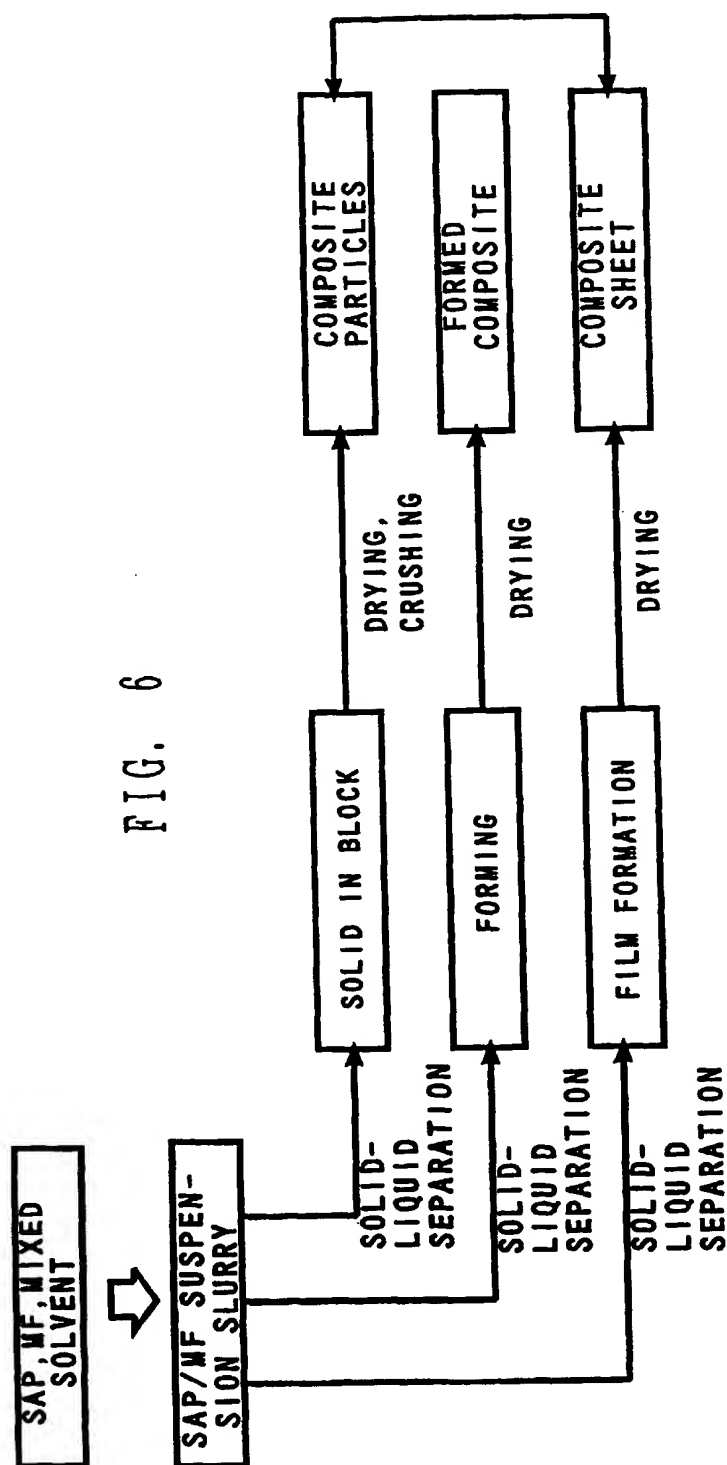 FIG. 6
SAP,MF,MIXED
SOLVENT
SAP/MF SUSPEN-
SION SLURRY
SOLID-
LIQUID
SEPARATION
SOLID IN BLOCK
DRYING,
CRUSHING
COMPOSITE
PARTICLES
SOLID-
LIQUID
SEPARATION
FORMING
DRYING
FORMED
COMPOSITE
SOLID-
LIQUID
SEPARATION
FILM FORMATION
DRYING
COMPOSITE
SHEET